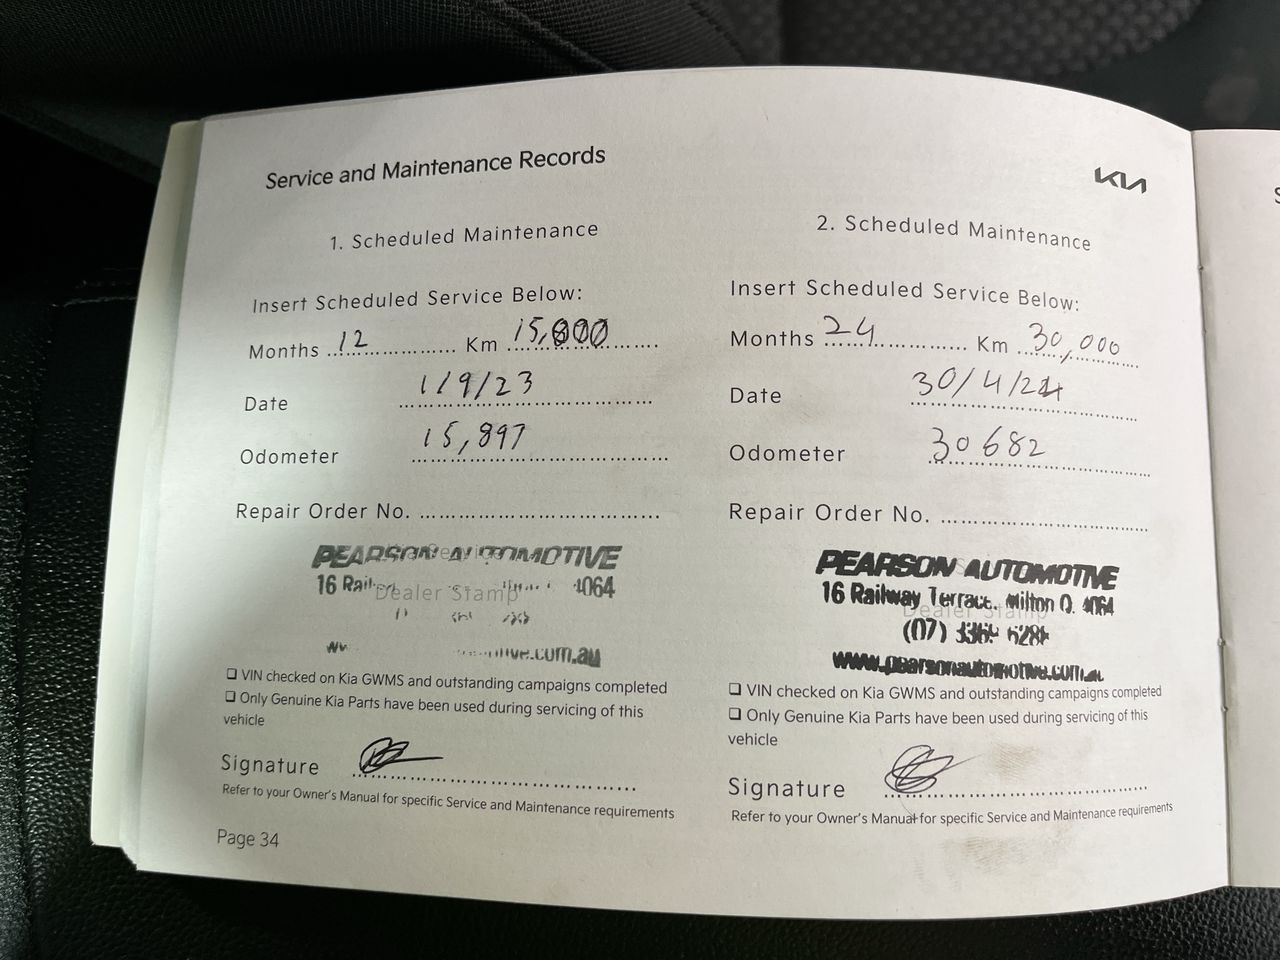 Service and Maintenance Records
KIA
1. Scheduled Maintenance
Insert Scheduled Service Below:
Months 12 Km 15,000
Date 1/9/23
Odometer 15,897
Repair Order No.
PEARSON AUTOMOTIVE
16 4064
Dealer Stamp
.com.au
❑ VIN checked on Kia GWMS and outstanding campaigns completed
❑ Only Genuine Kia Parts have been used during servicing of this
vehicle
Signature
Refer to your Owner's Manual for specific Service and Maintenance requirements
Page 34
2. Scheduled Maintenance
Insert Scheduled Service Below:
Months 24 Km 30,000
Date 30/4/24
Odometer 30682
Repair Order No.
PEARSON AUTOMOTIVE
16 Railway Terrace, Milton Q. 4064
Dealer Stamp
(07)
www.pearsonautomotive.com.au
❑ VIN checked on Kia GWMS and outstanding campaigns completed
❑ Only Genuine Kia Parts have been used during servicing of this
vehicle
Signature
Refer to your Owner's Manual for specific Service and Maintenance requirements